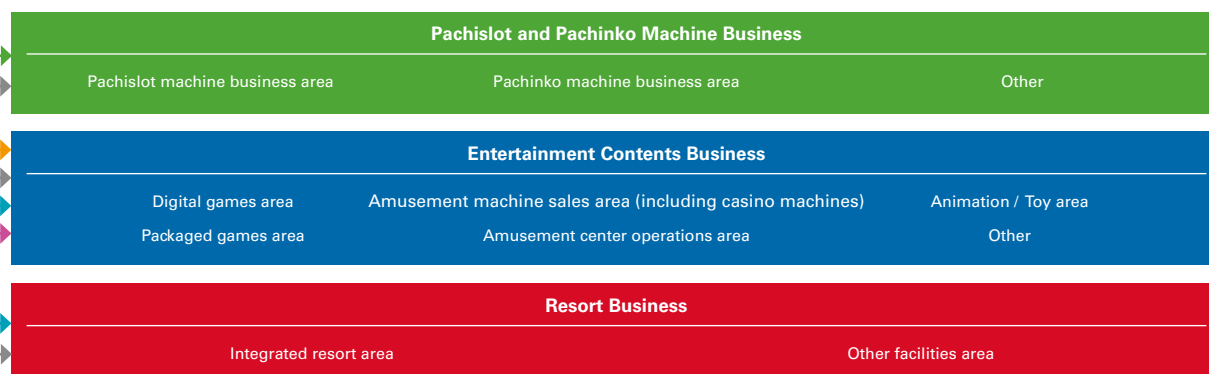 Pachislot and Pachinko Machine Business
Pachislot machine business area Pachinko machine business area Other
Entertainment Contents Business
Digital games area Amusement machine sales area (including casino machines) Animation / Toy area
Packaged games area Amusement center operations area Other
Resort Business
Integrated resort area Other facilities area